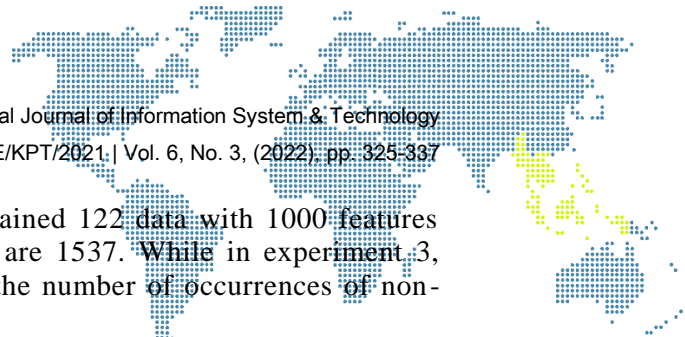 al Journal of Information System & Technology
E/KPT/2021 | Vol. 6, No. 3, (2022), pp. 325-337
ained 122 data with 1000 features
are 1537. While in experiment 3,
the number of occurrences of non-